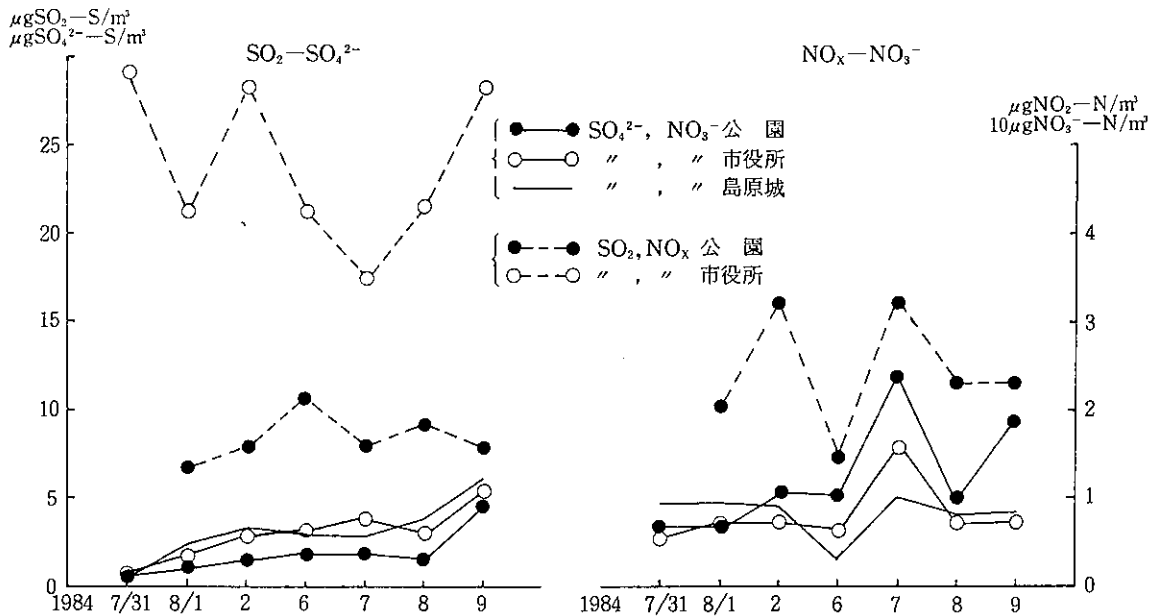 μgSO₂—S/m³
μgSO₄²⁻—S/m³
SO₂—SO₄²⁻
NOx—NO₃⁻
μgNO₂—N/m³
10μgNO₃⁻—N/m³
SO₄²⁻, NO₃⁻ 公園
〃 , 〃 市役所
〃 , 〃 島原城
SO₂, NOx 公園
〃 , 〃 市役所
25
20
15
10
5
0
4
3
2
1
0
1984 7/31 8/1 2 6 7 8 9
1984 7/31 8/1 2 6 7 8 9